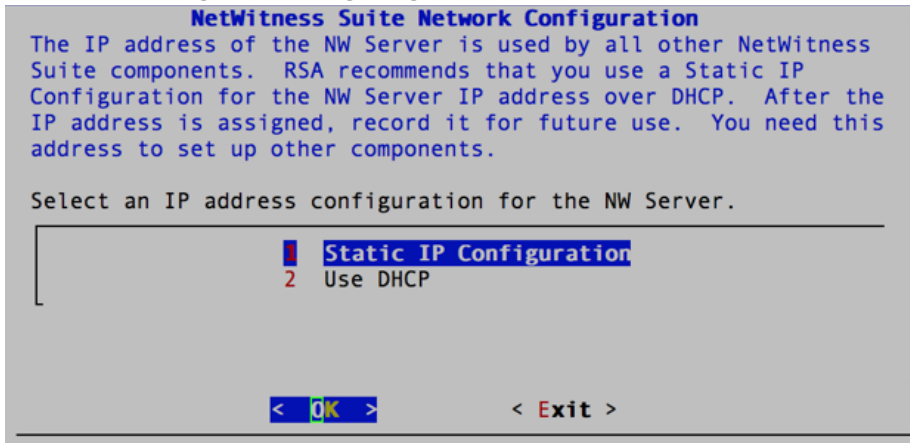 NetWitness Suite Network Configuration
The IP address of the NW Server is used by all other NetWitness
Suite components.  RSA recommends that you use a Static IP
Configuration for the NW Server IP address over DHCP.  After the
IP address is assigned, record it for future use.  You need this
address to set up other components.
Select an IP address configuration for the NW Server.
1  Static IP Configuration
2  Use DHCP
<  OK  >          < Exit >